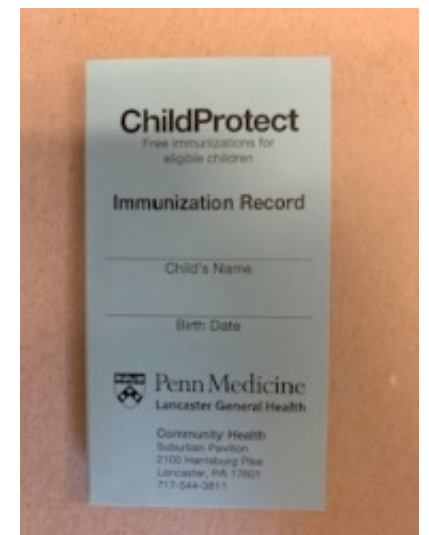 ChildProtect
Free immunizations for
eligible children
Immunization Record
Child's Name
Birth Date
Penn Medicine
Lancaster General Health
Community Health
Suburban Pavilion
2100 Harrisburg Pike
Lancaster, PA 17601
717-544-3811